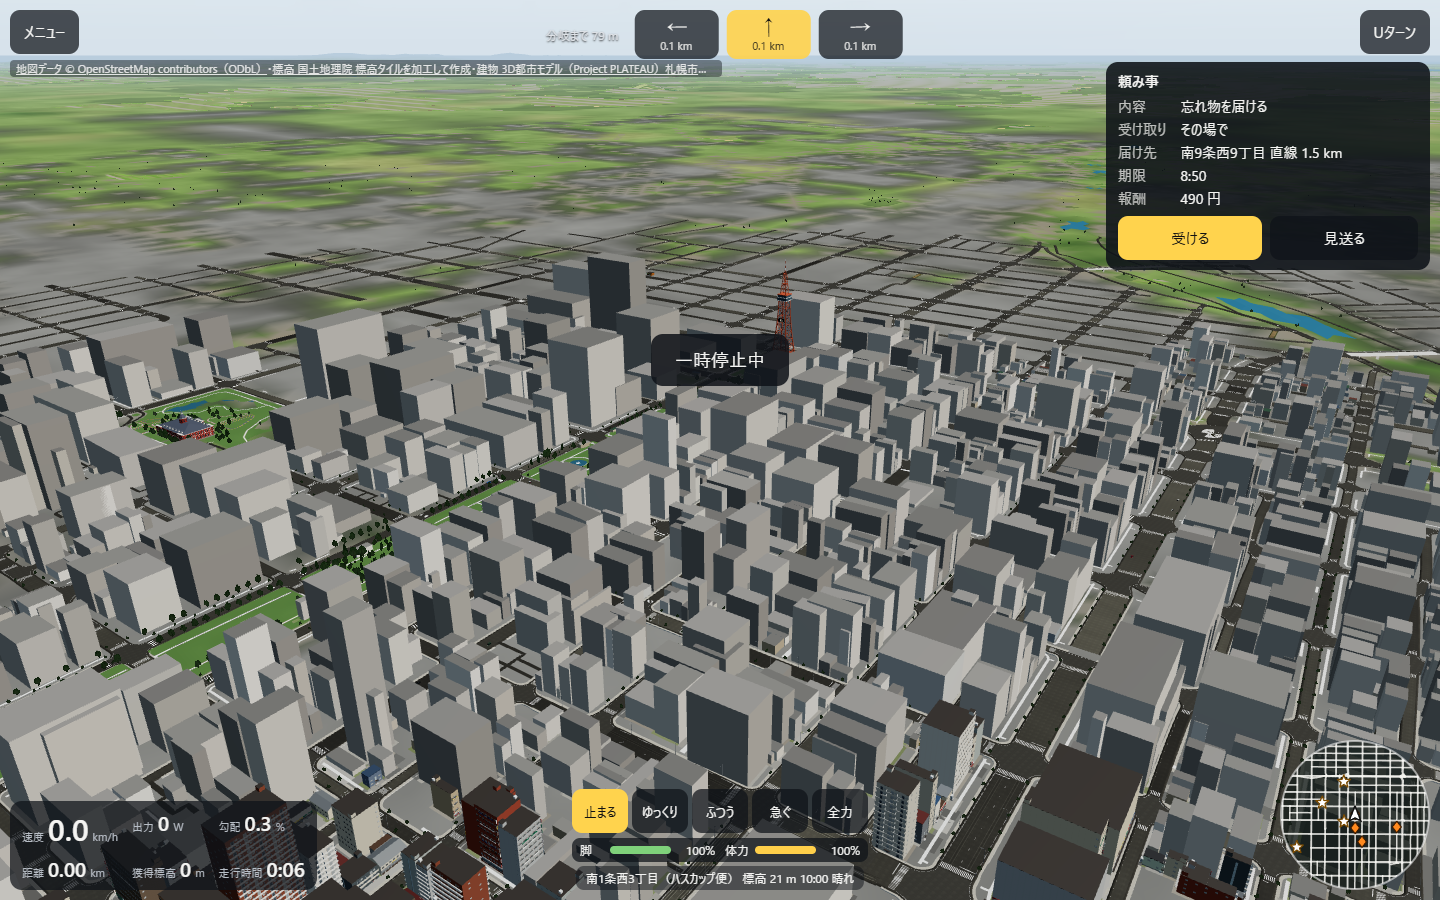 メニュー
分岐まで 79 m
← 0.1 km
↑ 0.1 km
→ 0.1 km
Uターン
地図データ © OpenStreetMap contributors（ODbL）・標高 国土地理院 標高タイルを加工して作成・建物 3D都市モデル（Project PLATEAU）札幌市...
頼み事
内容 忘れ物を届ける
受け取り その場で
届け先 南9条西9丁目 直線 1.5 km
期限 8:50
報酬 490 円
受ける 見送る
一時停止中
速度 0.0 km/h 出力 0 W 勾配 0.3 %
距離 0.00 km 獲得標高 0 m 走行時間 0:06
止まる ゆっくり ふつう 急ぐ 全力
脚 100% 体力 100%
南1条西3丁目（ハスカップ便） 標高 21 m 10:00 晴れ